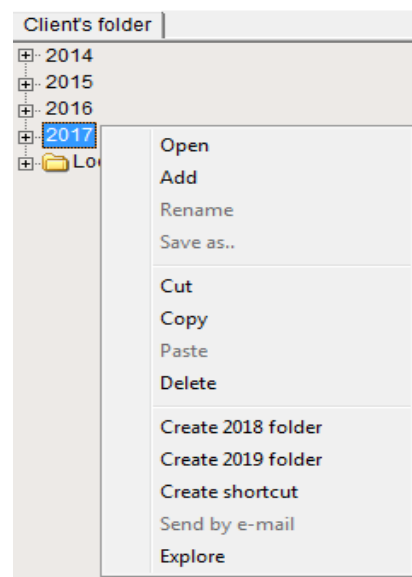 Client's folder
2014
2015
2016
2017
Open
Add
Rename
Save as..
Cut
Copy
Paste
Delete
Create 2018 folder
Create 2019 folder
Create shortcut
Send by e-mail
Explore